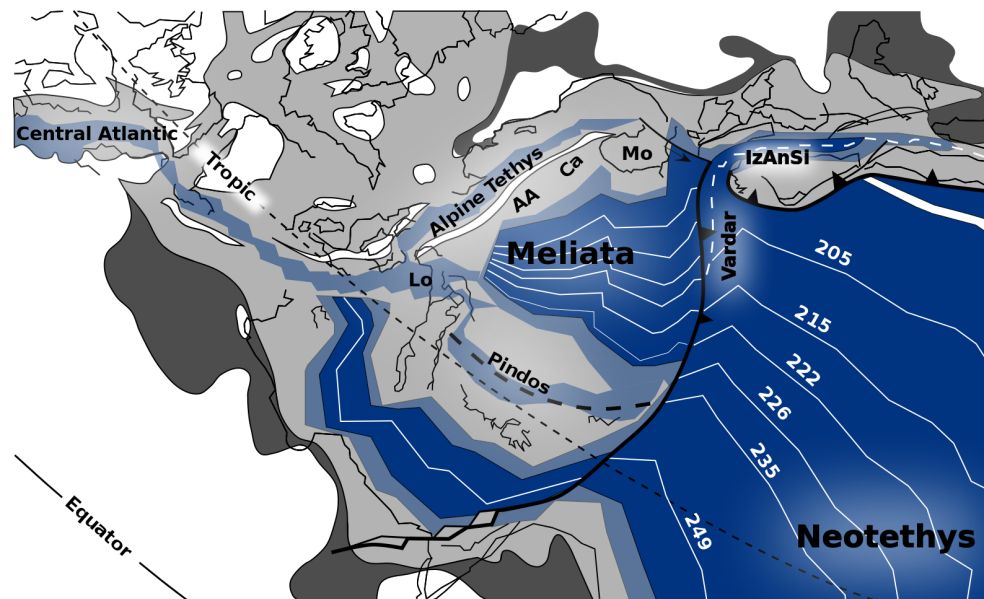 Central Atlantic
Tropic
Alpine Tethys
Ca
AA
Mo
IzAnSi
Meliata
Vardar
Lo
Pindos
205
215
222
226
235
249
Neotethys
Equator